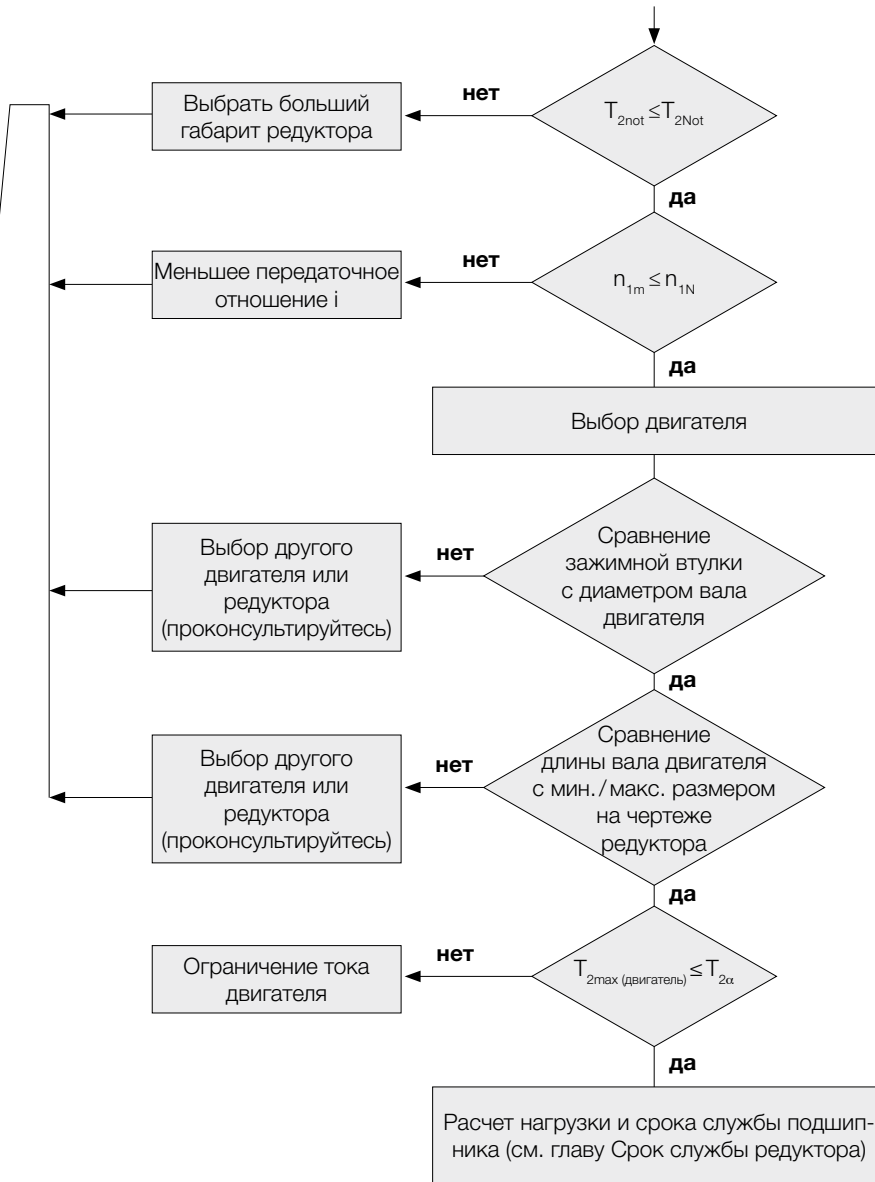 T2not ≤ T2Not
нет
Выбрать больший
габарит редуктора
да
n1m ≤ n1N
нет
Меньшее передаточное
отношение i
да
Выбор двигателя
Сравнение
зажимной втулки
с диаметром вала
двигателя
нет
Выбор другого
двигателя или
редуктора
(проконсультируйтесь)
да
Сравнение
длины вала двигателя
с мин./макс. размером
на чертеже
редуктора
нет
Выбор другого
двигателя или
редуктора
(проконсультируйтесь)
да
T2max (двигатель) ≤ T2α
нет
Ограничение тока
двигателя
да
Расчет нагрузки и срока службы подшип-
ника (см. главу Срок службы редуктора)